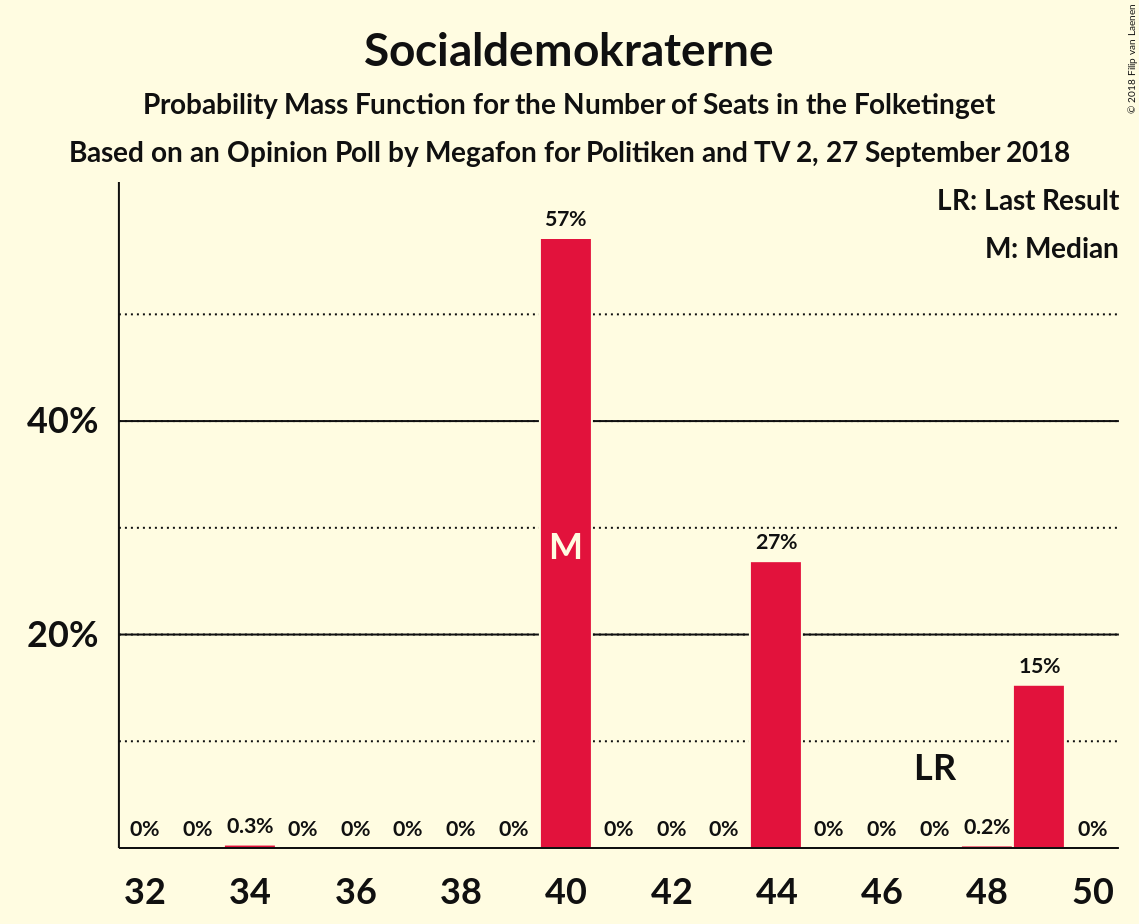 Socialdemokraterne
Probability Mass Function for the Number of Seats in the Folketinget
Based on an Opinion Poll by Megafon for Politiken and TV 2, 27 September 2018
© 2018 Filip van Laenen
LR: Last Result
M: Median
57%
40%
M
27%
20%
15%
LR
0% 0% 0.3% 0% 0% 0% 0% 0% 0% 0% 0% 0% 0% 0% 0.2% 0%
32 34 36 38 40 42 44 46 48 50